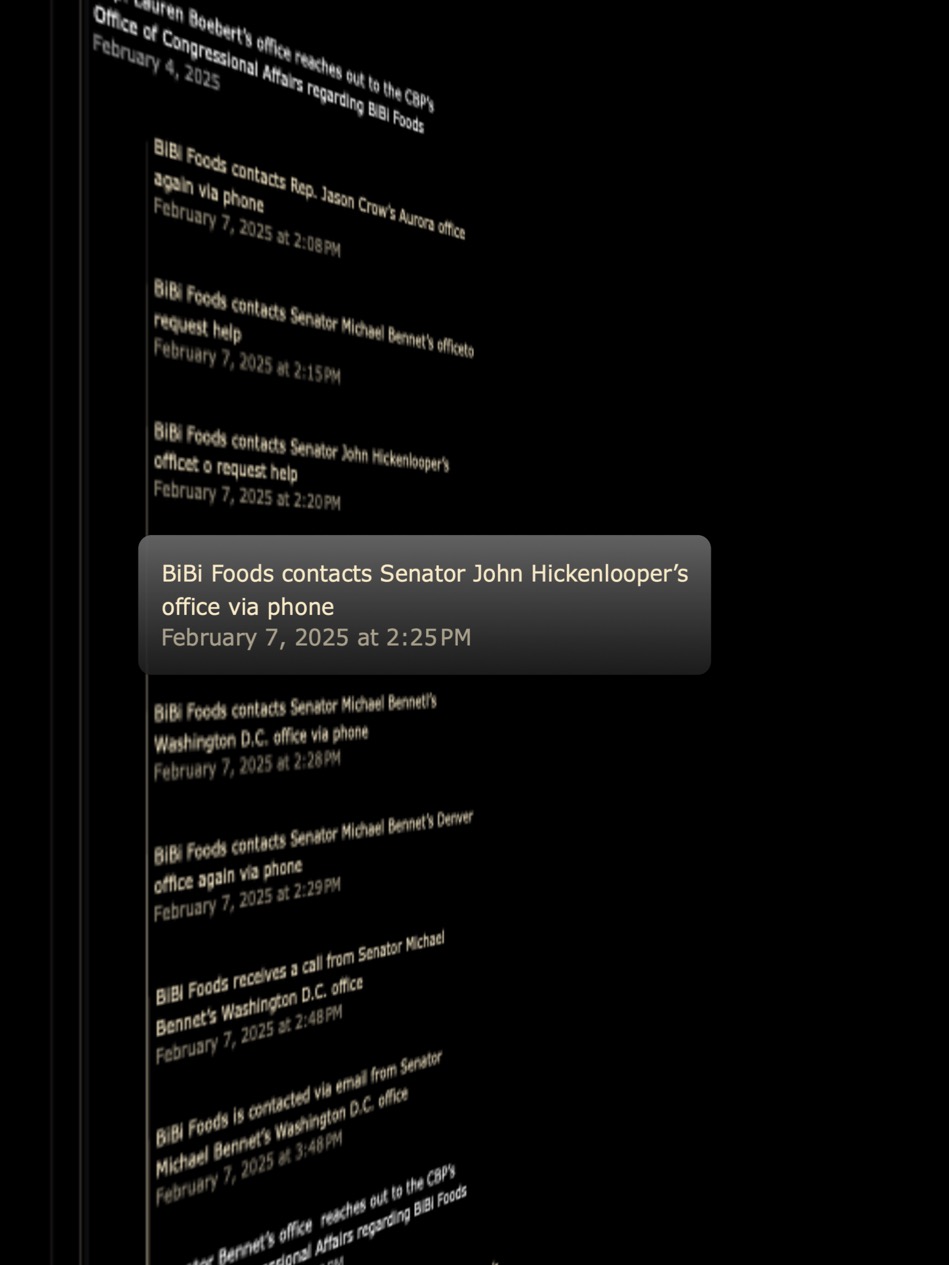 Lauren Boebert's office reaches out to the CBP's
Office of Congressional Affairs regarding BiBi Foods
February 4, 2025
BiBi Foods contacts Rep. Jason Crow's Aurora office
again via phone
February 7, 2025 at 2:08PM
BiBi Foods contacts Senator Michael Bennet's officeto
request help
February 7, 2025 at 2:15PM
BiBi Foods contacts Senator John Hickenlooper's
officet o request help
February 7, 2025 at 2:20PM
BiBi Foods contacts Senator John Hickenlooper’s
office via phone
February 7, 2025 at 2:25PM
BiBi Foods contacts Senator Michael Bennett's
Washington D.C. office via phone
February 7, 2025 at 2:28PM
BiBi Foods contacts Senator Michael Bennet's Denver
office again via phone
February 7, 2025 at 2:29PM
BiBi Foods receives a call from Senator Michael
Bennet's Washington D.C. office
February 7, 2025 at 2:48PM
BiBi Foods is contacted via email from Senator
Michael Bennet's Washington D.C. office
February 7, 2025 at 3:48PM
Bennet's office reaches out to the CBP's
Affairs regarding BiBi Foods